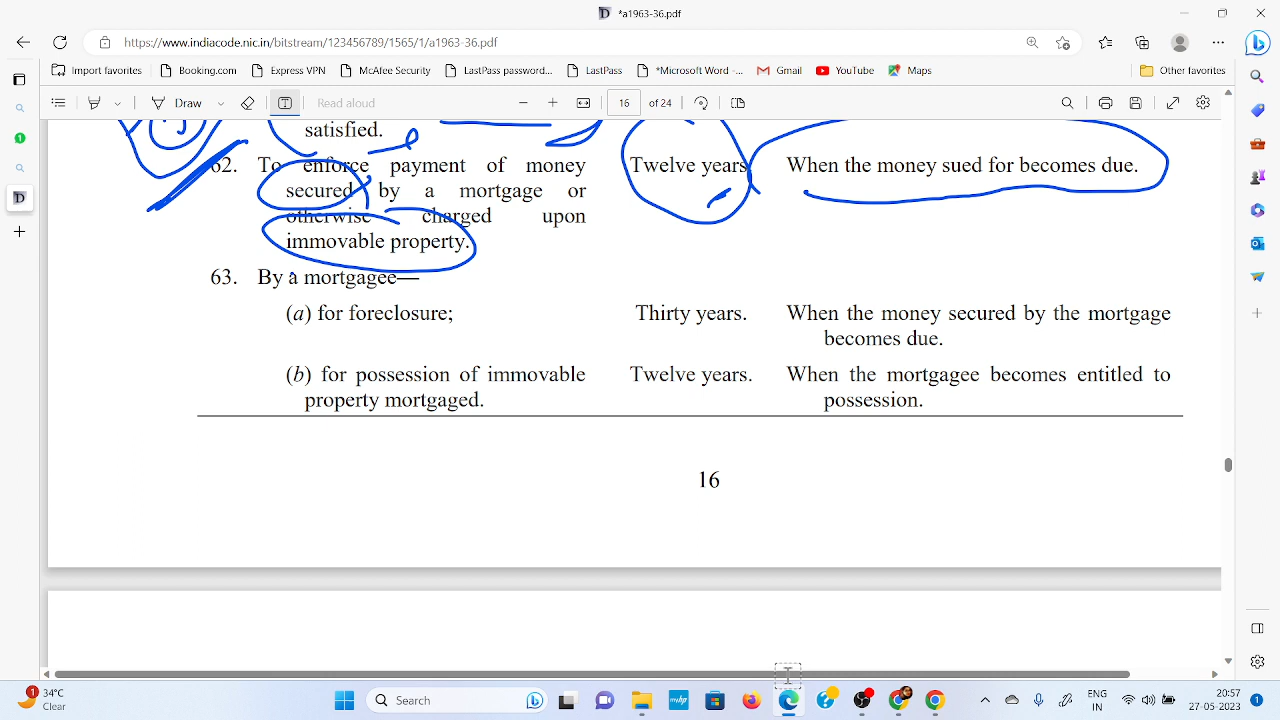 *a1963-36.pdf
https://www.indiacode.nic.in/bitstream/123456789/1565/1/a1963-36.pdf
Import favorites Banking.com Express VPN McAfee Security LastPass password... LastPass *Microsoft Word -... Gmail YouTube Maps Other favorites
Draw Read aloud 16 of 24
satisfied.
62. To enforce payment of money Twelve years When the money sued for becomes due.
secured by a mortgage or
otherwise charged upon
immovable property.
63. By a mortgagee—
(a) for foreclosure; Thirty years. When the money secured by the mortgage
becomes due.
(b) for possession of immovable Twelve years. When the mortgagee becomes entitled to
property mortgaged. possession.
16
1 34°C
Clear
Search
ENG
IN
20:57
27-05-2023
1